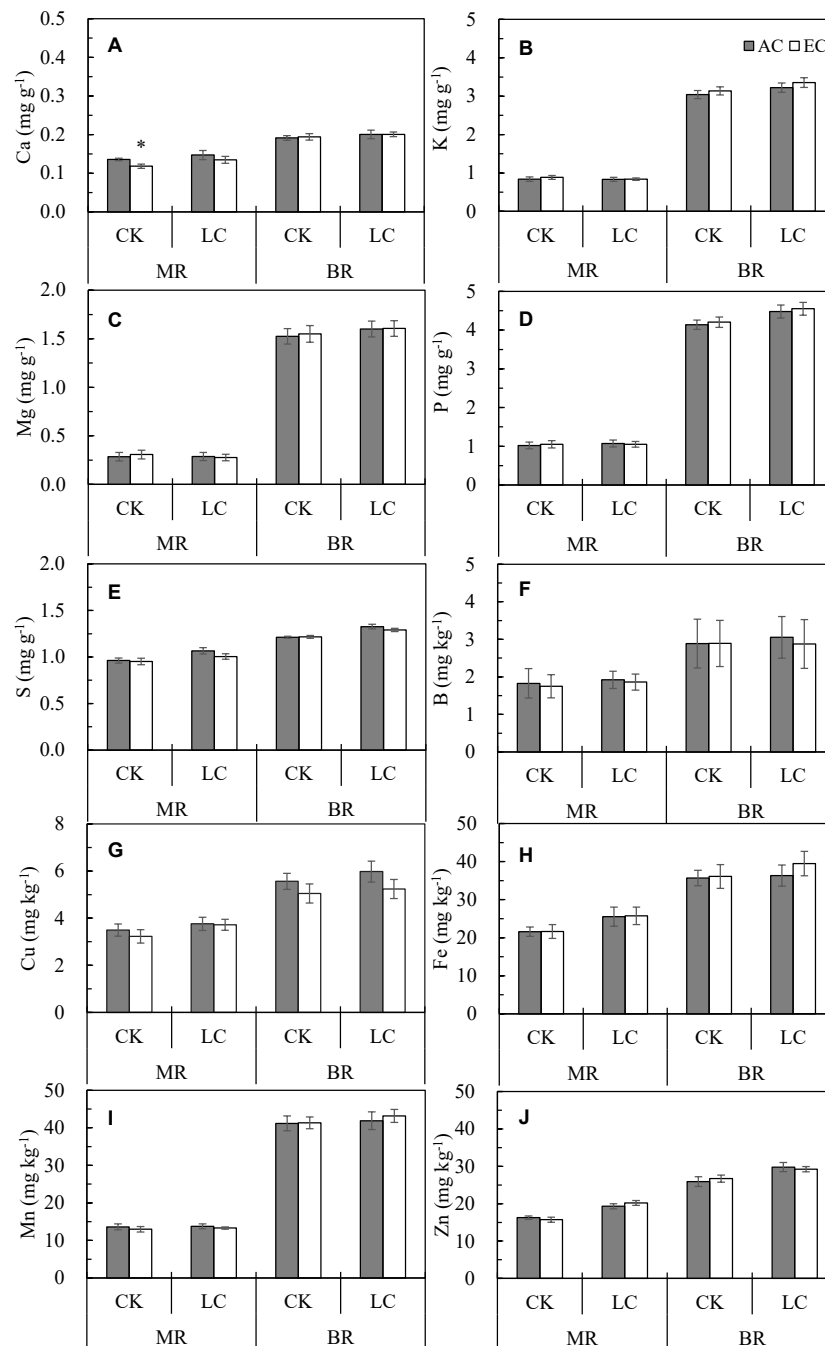 A
Ca (mg g-1)
0.5
0.4
0.3
0.2
0.1
0.0
*
CK LC CK LC
MR BR
B
AC EC
K (mg g-1)
5
4
3
2
1
0
CK LC CK LC
MR BR
C
Mg (mg g-1)
2.0
1.5
1.0
0.5
0.0
CK LC CK LC
MR BR
D
P (mg g-1)
5
4
3
2
1
0
CK LC CK LC
MR BR
E
S (mg g-1)
2.0
1.5
1.0
0.5
0.0
CK LC CK LC
MR BR
F
B (mg kg-1)
5
4
3
2
1
0
CK LC CK LC
MR BR
G
Cu (mg kg-1)
8
6
4
2
0
CK LC CK LC
MR BR
H
Fe (mg kg-1)
50
40
30
20
10
0
CK LC CK LC
MR BR
I
Mn (mg kg-1)
50
40
30
20
10
0
CK LC CK LC
MR BR
J
Zn (mg kg-1)
50
40
30
20
10
0
CK LC CK LC
MR BR